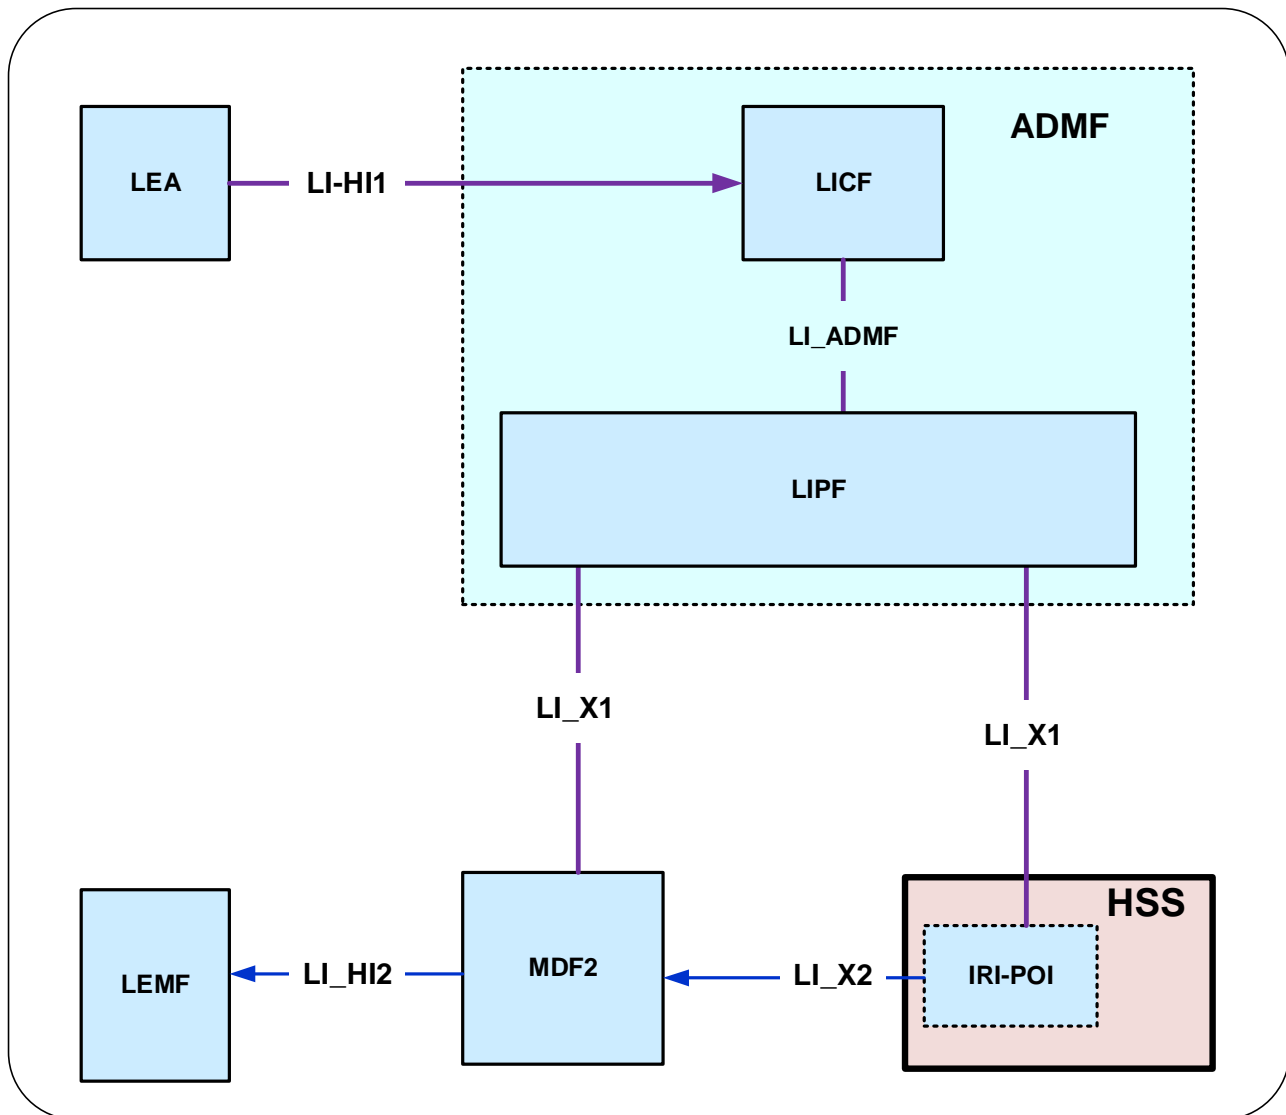 ADMF
LEA
LI-HI1
LICF
LI_ADMF
LIPF
LI_X1
LI_X1
HSS
LEMF
LI_HI2
MDF2
LI_X2
IRI-POI